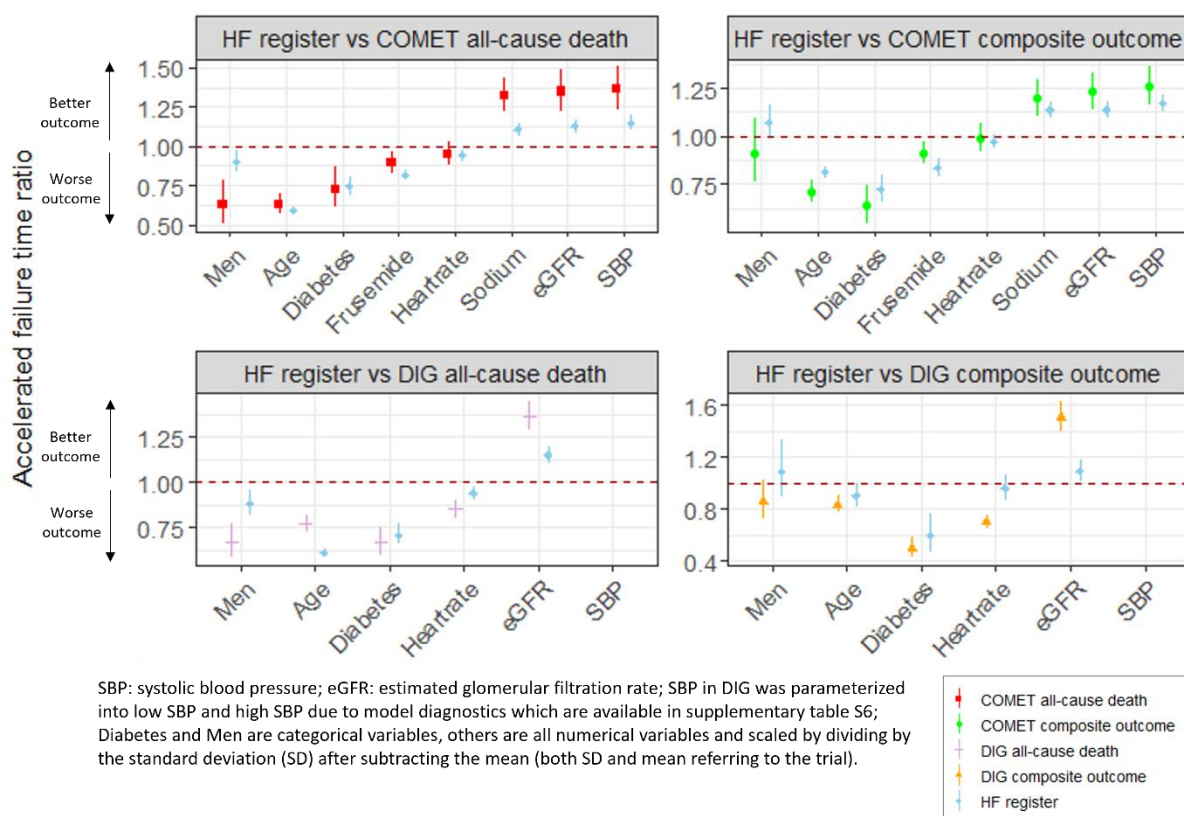 HF register vs COMET all-cause death
HF register vs COMET composite outcome
Accelerated failure time ratio
Better
outcome
Worse
outcome
1.50
1.25
1.00
0.75
0.50
Men
Age
Diabetes
Frusemide
Heartrate
Sodium
eGFR
SBP
1.25
1.00
0.75
Men
Age
Diabetes
Frusemide
Heartrate
Sodium
eGFR
SBP
HF register vs DIG all-cause death
HF register vs DIG composite outcome
Better
outcome
Worse
outcome
1.25
1.00
0.75
Men
Age
Diabetes
Heartrate
eGFR
SBP
1.6
1.2
0.8
0.4
Men
Age
Diabetes
Heartrate
eGFR
SBP
SBP: systolic blood pressure; eGFR: estimated glomerular filtration rate; SBP in DIG was parameterized
into low SBP and high SBP due to model diagnostics which are available in supplementary table S6;
Diabetes and Men are categorical variables, others are all numerical variables and scaled by dividing by
the standard deviation (SD) after subtracting the mean (both SD and mean referring to the trial).
COMET all-cause death
COMET composite outcome
DIG all-cause death
DIG composite outcome
HF register